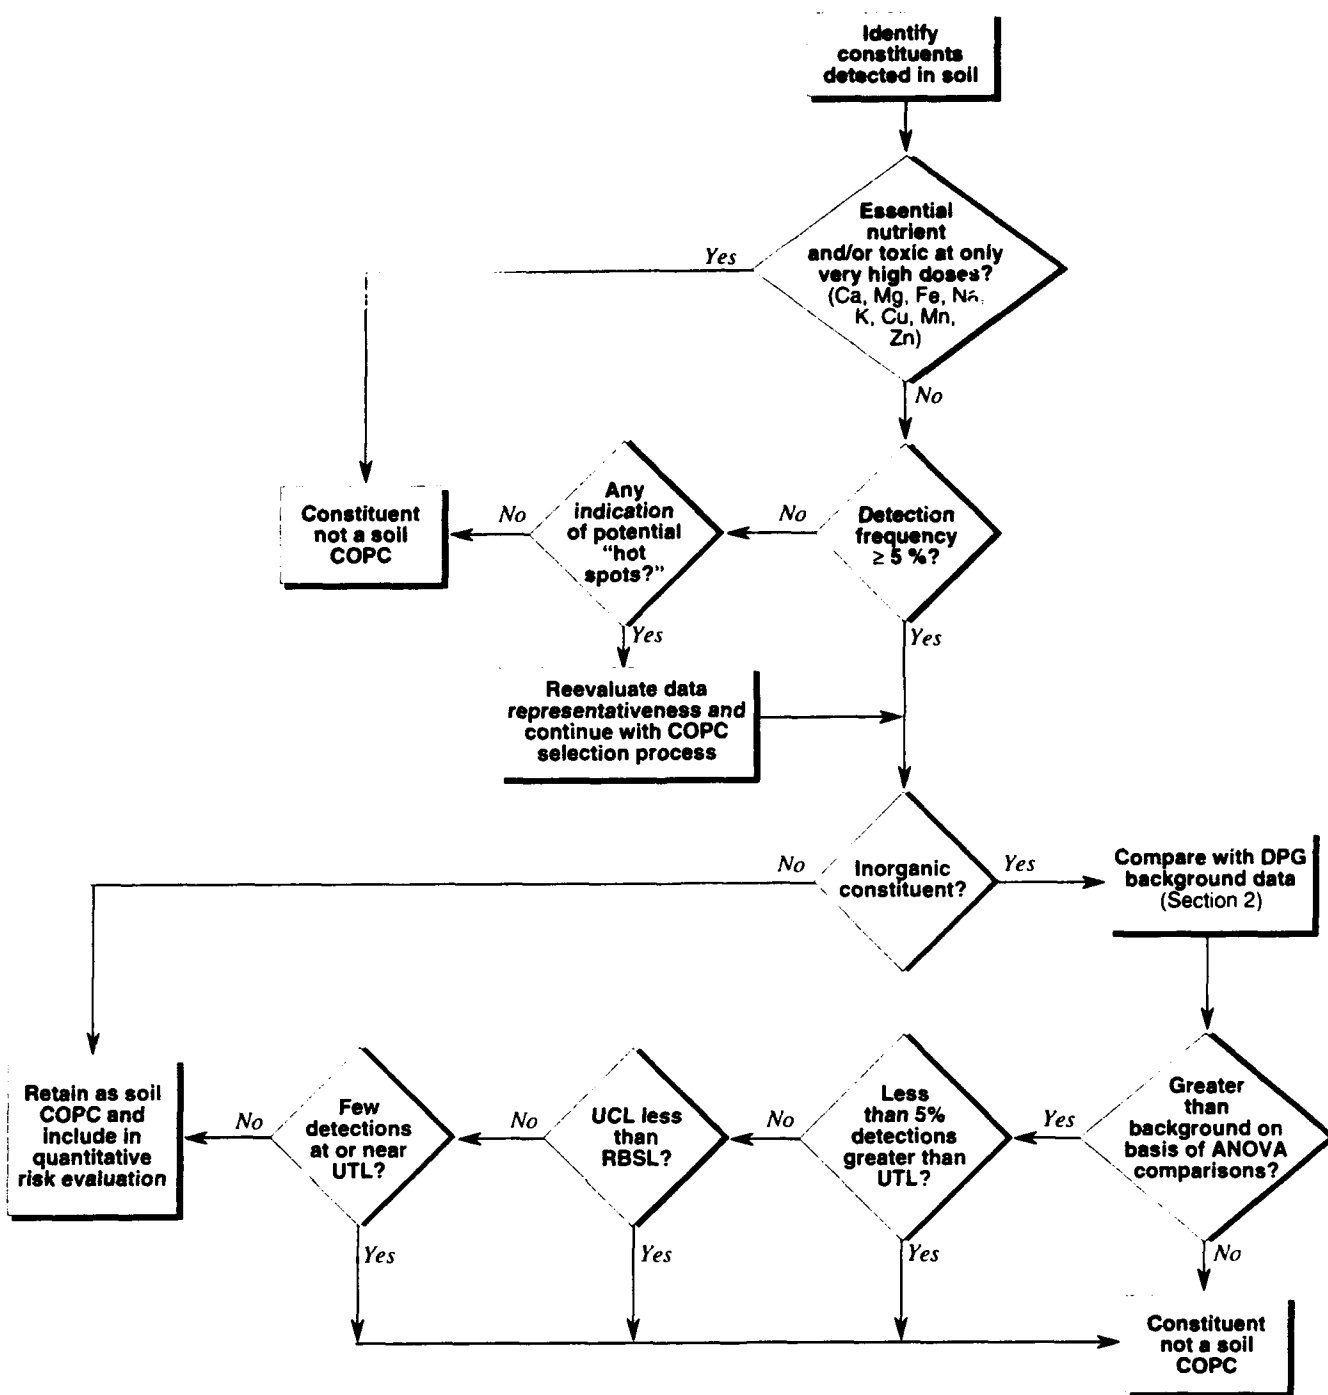 Identify
constituents
detected in soil
Essential
nutrient
and/or toxic at only
very high doses?
(Ca, Mg, Fe, Na,
K, Cu, Mn,
Zn)
Yes
No
Any
indication
of potential
“hot
spots?”
No
Yes
Detection
frequency
≥ 5 %?
No
Yes
Constituent
not a soil
COPC
Reevaluate data
representativeness and
continue with COPC
selection process
Inorganic
constituent?
No
Yes
Compare with DPG
background data
(Section 2)
Retain as soil
COPC and
include in
quantitative
risk evaluation
No
Few
detections
at or near
UTL?
Yes
No
UCL less
than
RBSL?
Yes
No
Less
than 5%
detections
greater than
UTL?
Yes
Yes
Greater
than
background on
basis of ANOVA
comparisons?
No
Constituent
not a soil
COPC